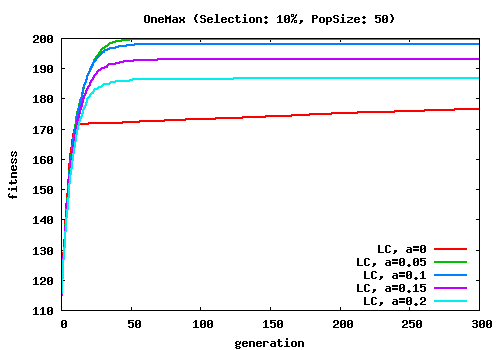 OneMax (Selection: 10%, PopSize: 50)
200
190
180
170
160
150
140
130
120
110
fitness
0 50 100 150 200 250 300
generation
LC, a=0
LC, a=0.05
LC, a=0.1
LC, a=0.15
LC, a=0.2